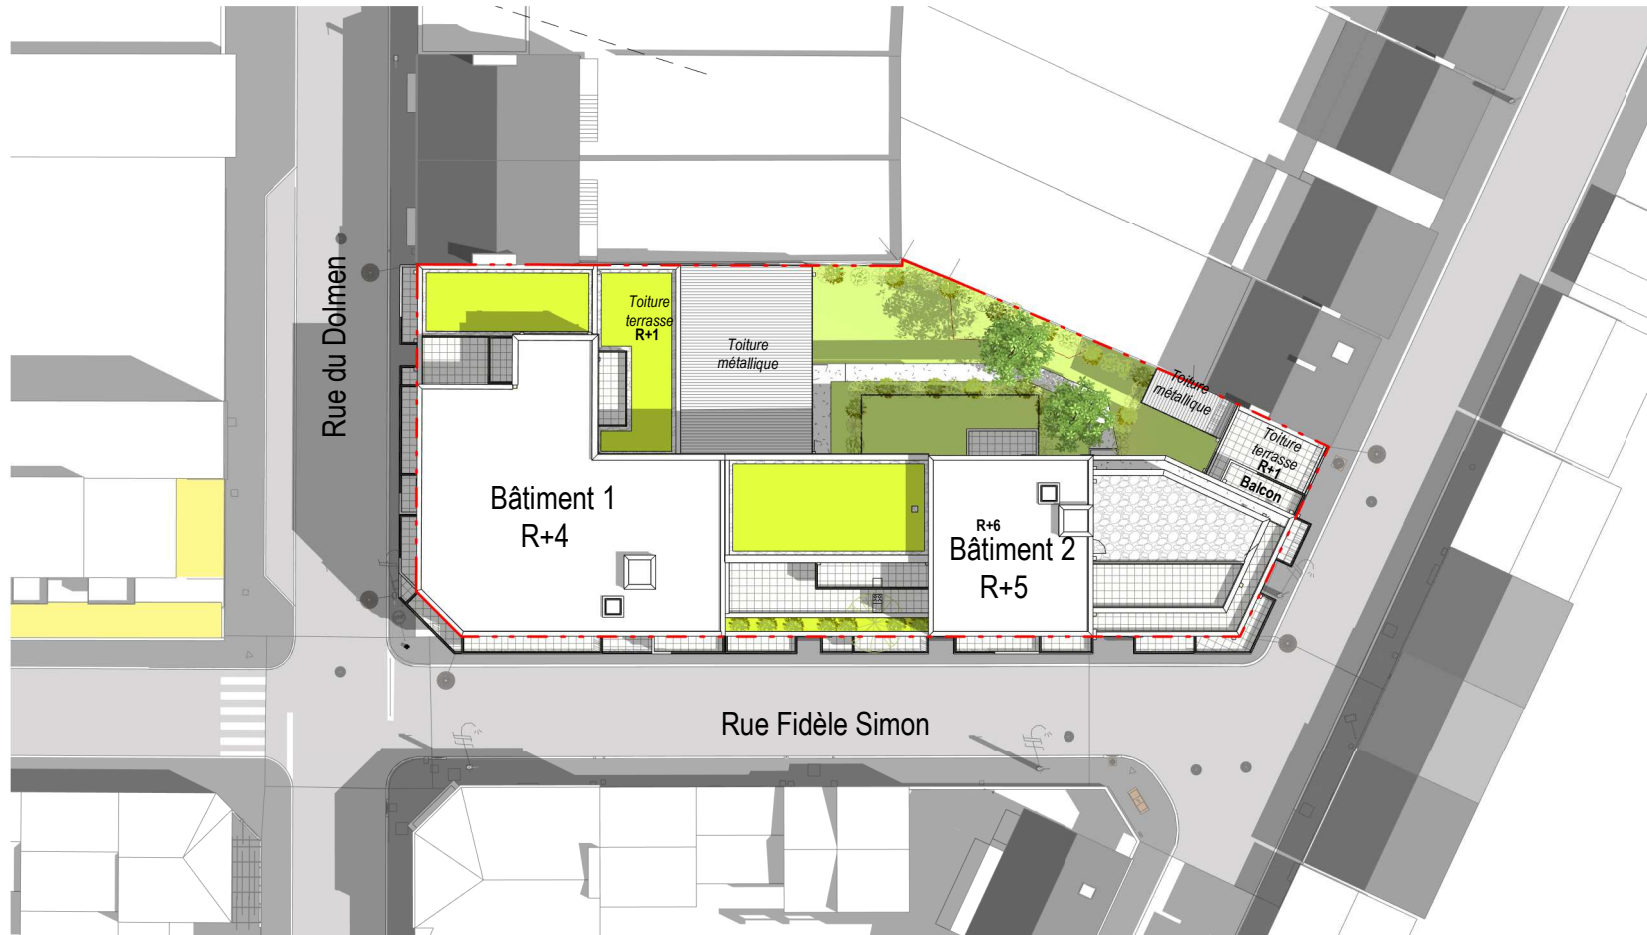 Rue du Dolmen
Toiture
terrasse
R+1
Toiture
métallique
Toiture
métallique
Toiture
terrasse
R+1
Balcon
Bâtiment 1
R+4
R+6
Bâtiment 2
R+5
Rue Fidèle Simon